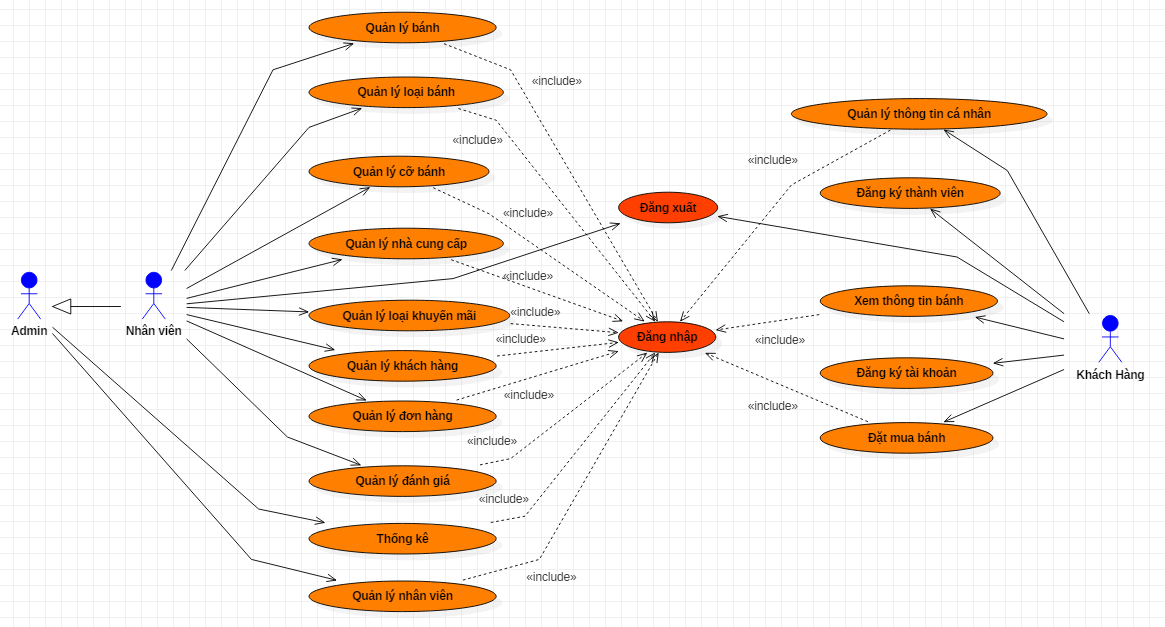 Quản lý bánh
«include»
Quản lý loại bánh
Quản lý thông tin cá nhân
«include»
«include»
Quản lý cỡ bánh
Đăng ký thành viên
Đăng xuất
«include»
Quản lý nhà cung cấp
«include»
Xem thông tin bánh
«include»
Quản lý loại khuyến mãi
Admin
Nhân viên
Đăng nhập
«include»
«include»
Quản lý khách hàng
Đăng ký tài khoản
Khách Hàng
«include»
«include»
Quản lý đơn hàng
Đặt mua bánh
«include»
Quản lý đánh giá
«include»
Thống kê
«include»
Quản lý nhân viên